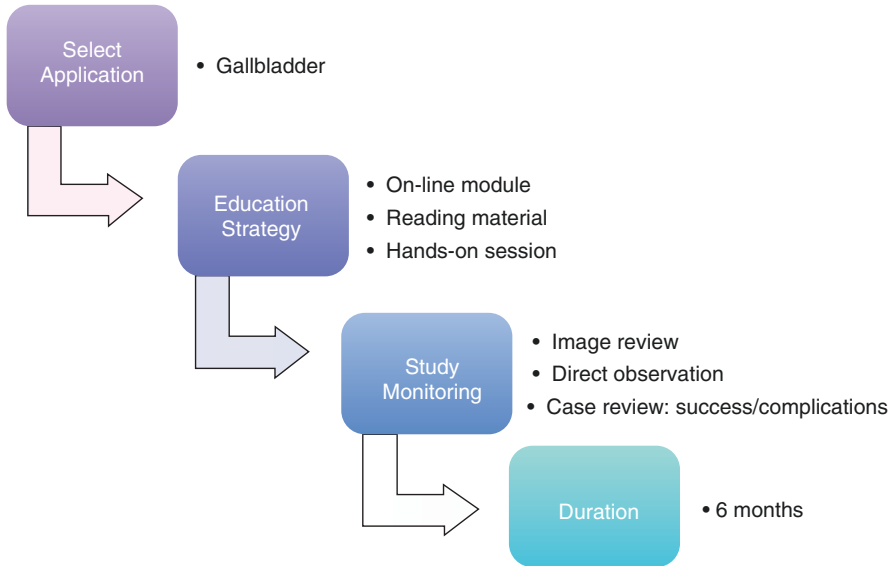 Select
Application
• Gallbladder
Education
Strategy
• On-line module
• Reading material
• Hands-on session
Study
Monitoring
• Image review
• Direct observation
• Case review: success/complications
Duration
• 6 months